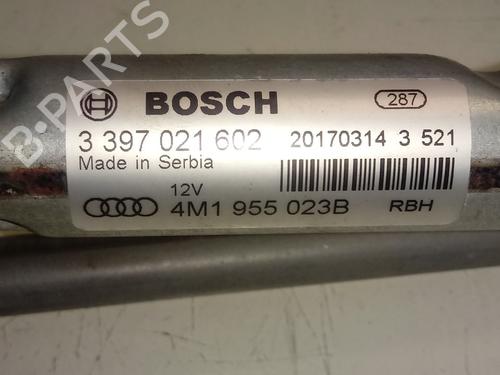 BOSCH 287
3 397 021 602 20170314 3 521
Made in Serbia
12V
4M1 955 023B RBH
B-PARTS